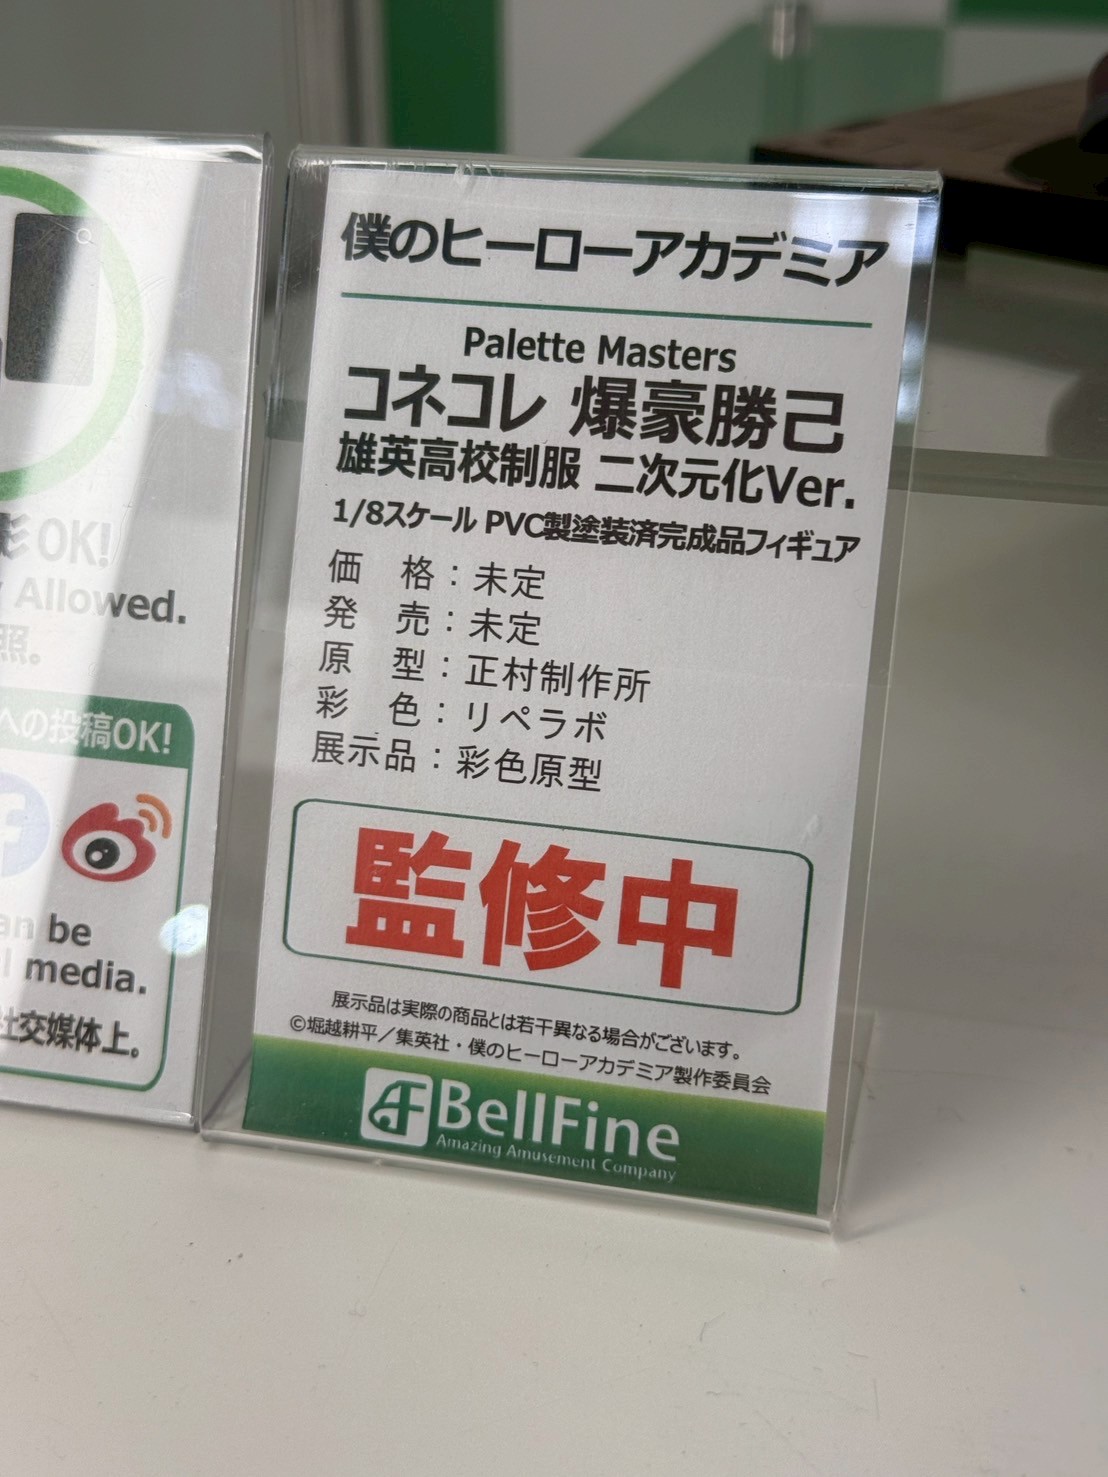 僕のヒーローアカデミア
Palette Masters
コネコレ 爆豪勝己
雄英高校制服 二次元化Ver.
1/8スケール PVC製塗装済完成品フィギュア
価　格：未定
発　売：未定
原　型：正村制作所
彩　色：リペラボ
展示品：彩色原型
監修中
展示品は実際の商品とは若干異なる場合がございます。
©堀越耕平／集英社・僕のヒーローアカデミア製作委員会
BellFine
Amazing Amusement Company
影OK!
Allowed.
照。
への投稿OK!
an be
l media.
社交媒体上。